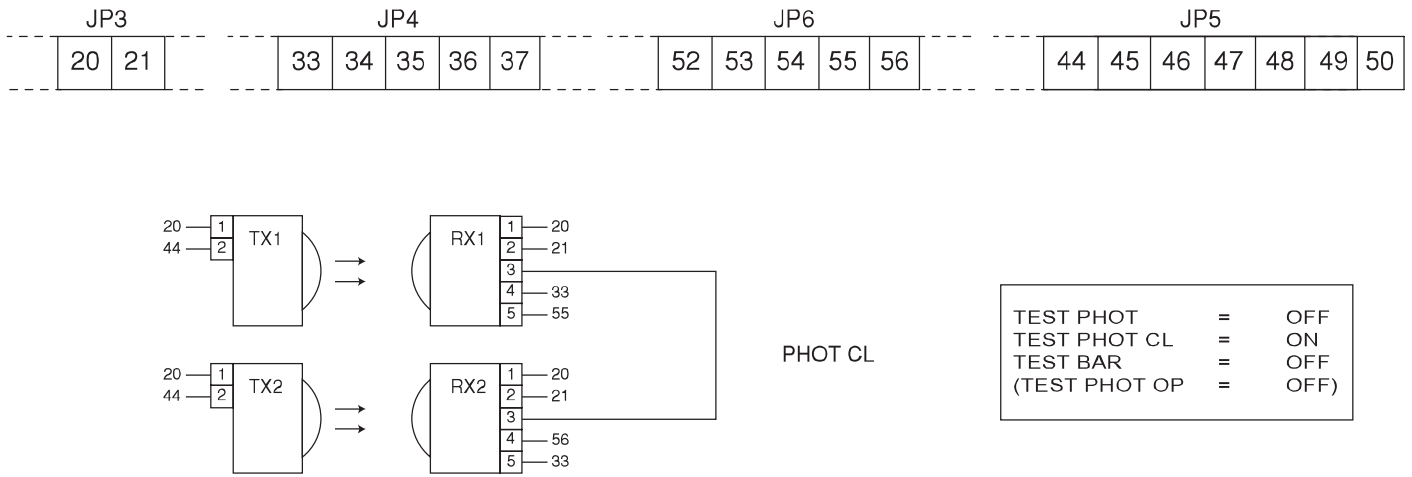 JP3 JP4 JP6 JP5
20 21 33 34 35 36 37 52 53 54 55 56 44 45 46 47 48 49 50
20 1 TX1 RX1 1 20
44 2 2 21
3
4 33
5 55
PHOT CL
20 1 TX2 RX2 1 20
44 2 2 21
3
4 56
5 33
TEST PHOT = OFF
TEST PHOT CL = ON
TEST BAR = OFF
(TEST PHOT OP = OFF)